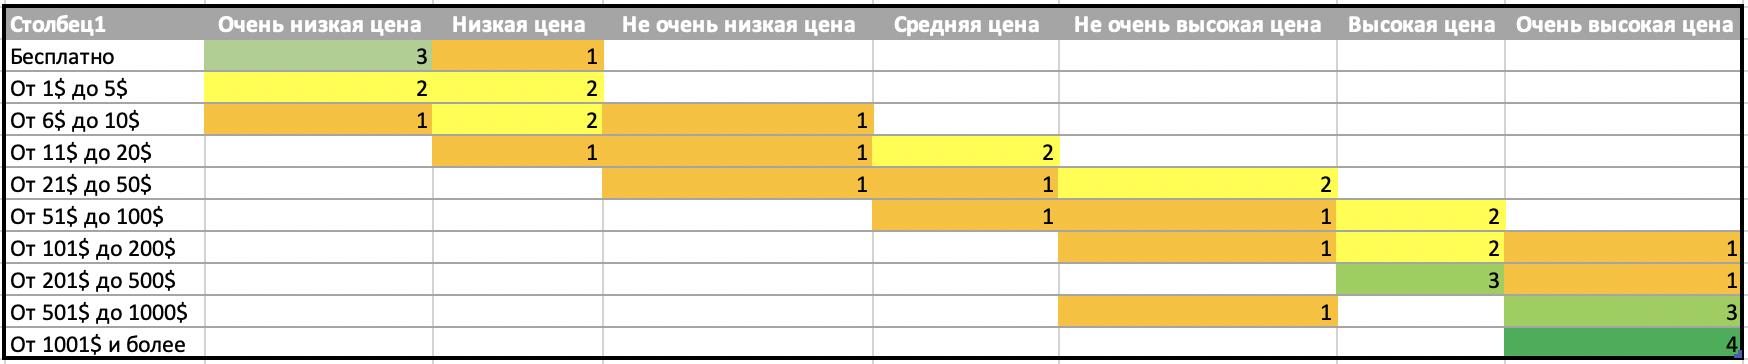 Столбец1 Очень низкая цена Низкая цена Не очень низкая цена Средняя цена Не очень высокая цена Высокая цена Очень высокая цена
Бесплатно 3 1
От 1$ до 5$ 2 2
От 6$ до 10$ 1 2 1
От 11$ до 20$ 1 1 2
От 21$ до 50$ 1 1 2
От 51$ до 100$ 1 1 2
От 101$ до 200$ 1 2 1
От 201$ до 500$ 3 1
От 501$ до 1000$ 1 3
От 1001$ и более 4